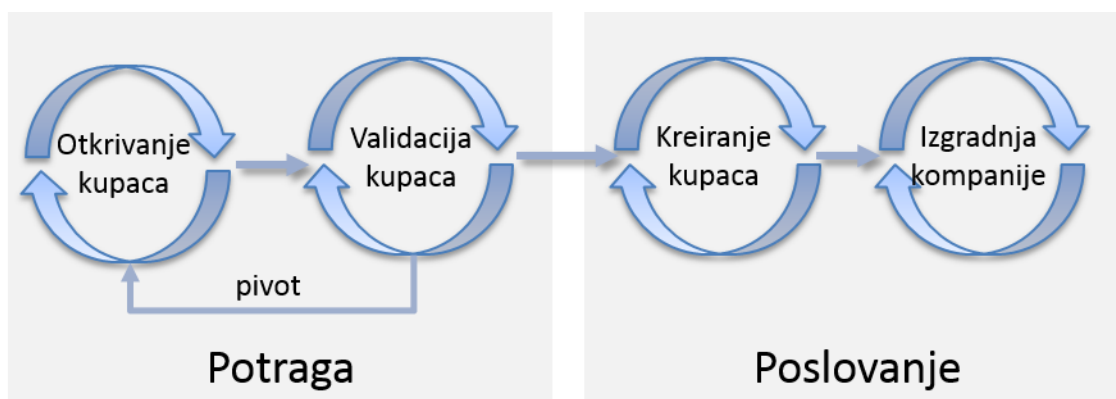 Otkrivanje
kupaca
Validacija
kupaca
Kreiranje
kupaca
Izgradnja
kompanije
pivot
Potraga
Poslovanje